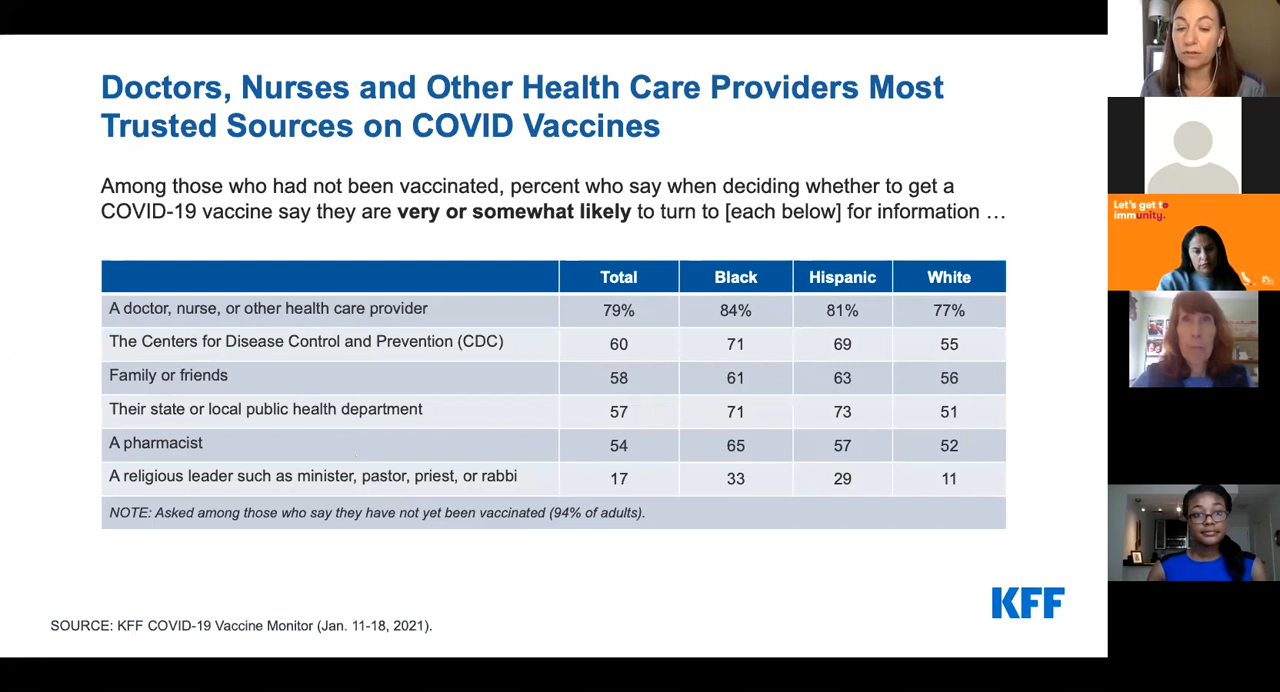 Doctors, Nurses and Other Health Care Providers Most
Trusted Sources on COVID Vaccines
Among those who had not been vaccinated, percent who say when deciding whether to get a
COVID-19 vaccine say they are very or somewhat likely to turn to [each below] for information …
Total Black Hispanic White
A doctor, nurse, or other health care provider 79% 84% 81% 77%
The Centers for Disease Control and Prevention (CDC) 60 71 69 55
Family or friends 58 61 63 56
Their state or local public health department 57 71 73 51
A pharmacist 54 65 57 52
A religious leader such as minister, pastor, priest, or rabbi 17 33 29 11
NOTE: Asked among those who say they have not yet been vaccinated (94% of adults).
KFF
SOURCE: KFF COVID-19 Vaccine Monitor (Jan. 11-18, 2021).
Let's get to
immunity.